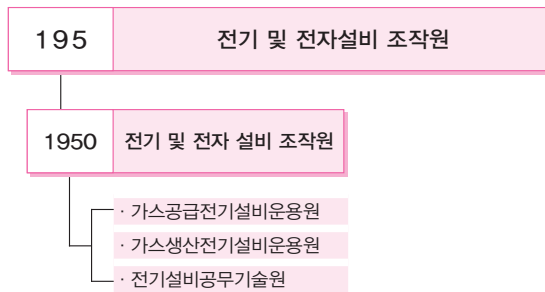 195 전기 및 전자설비 조작원
1950 전기 및 전자 설비 조작원
· 가스공급전기설비운용원
· 가스생산전기설비운용원
· 전기설비공무기술원